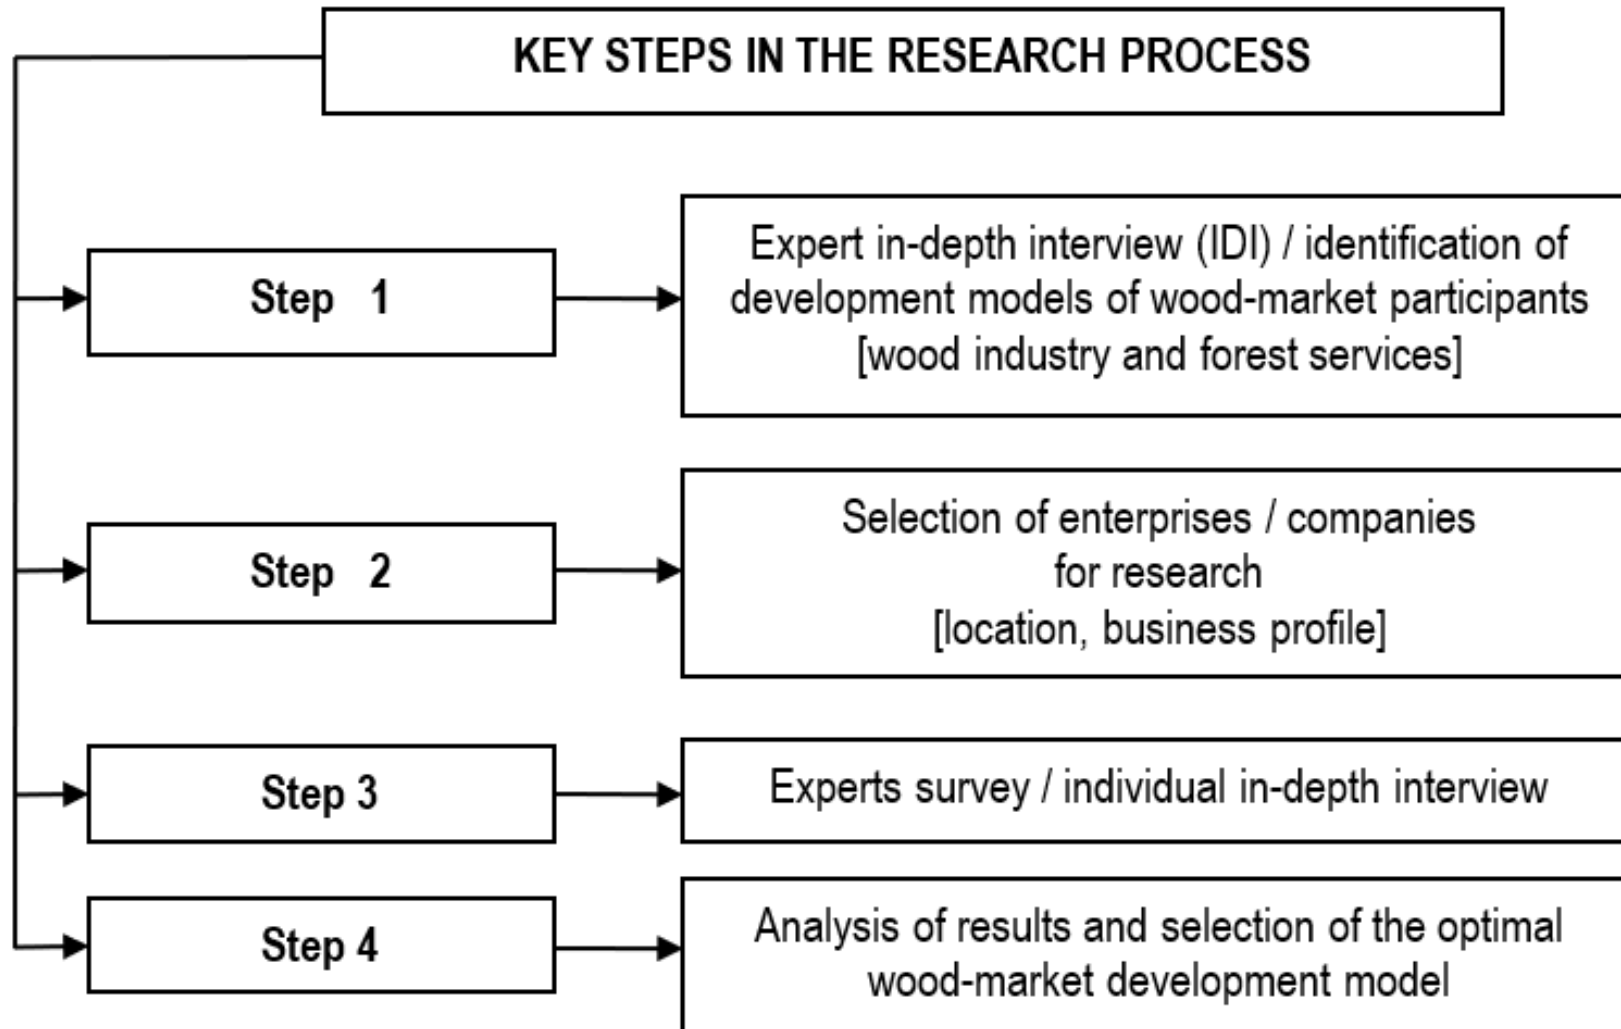 KEY STEPS IN THE RESEARCH PROCESS
Step 1
Expert in-depth interview (IDI) / identification of
development models of wood-market participants
[wood industry and forest services]
Step 2
Selection of enterprises / companies
for research
[location, business profile]
Step 3
Experts survey / individual in-depth interview
Step 4
Analysis of results and selection of the optimal
wood-market development model